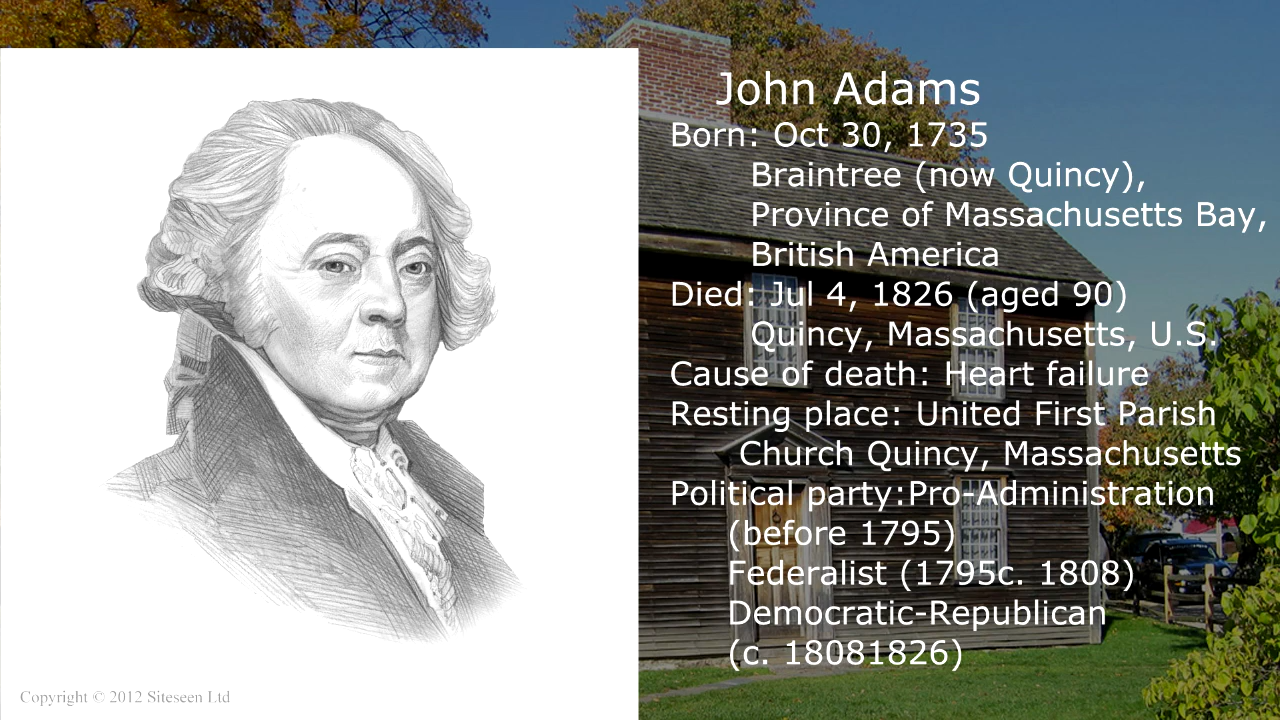 John Adams
Born: Oct 30, 1735
Braintree (now Quincy),
Province of Massachusetts Bay,
British America
Died: Jul 4, 1826 (aged 90)
Quincy, Massachusetts, U.S.
Cause of death: Heart failure
Resting place: United First Parish
Church Quincy, Massachusetts
Political party:Pro-Administration
(before 1795)
Federalist (1795c. 1808)
Democratic-Republican
(c. 18081826)
Copyright © 2012 Siteseen Ltd